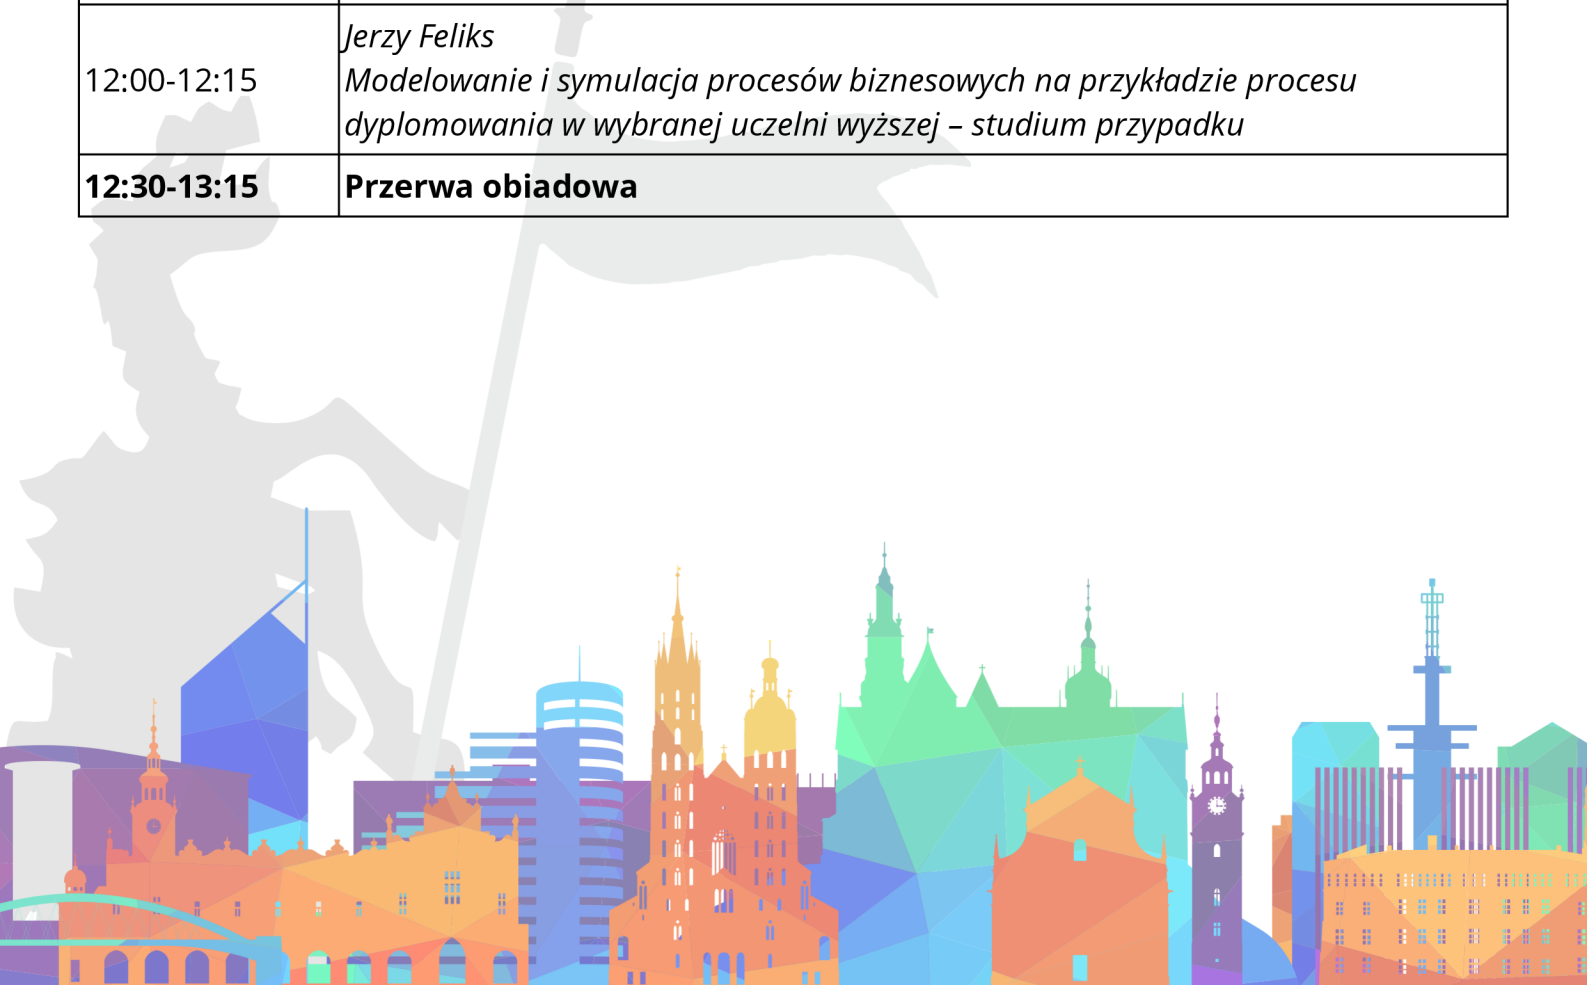 Jerzy Feliks
12:00-12:15
Modelowanie i symulacja procesów biznesowych na przykładzie procesu
dyplomowania w wybranej uczelni wyższej – studium przypadku
12:30-13:15
Przerwa obiadowa